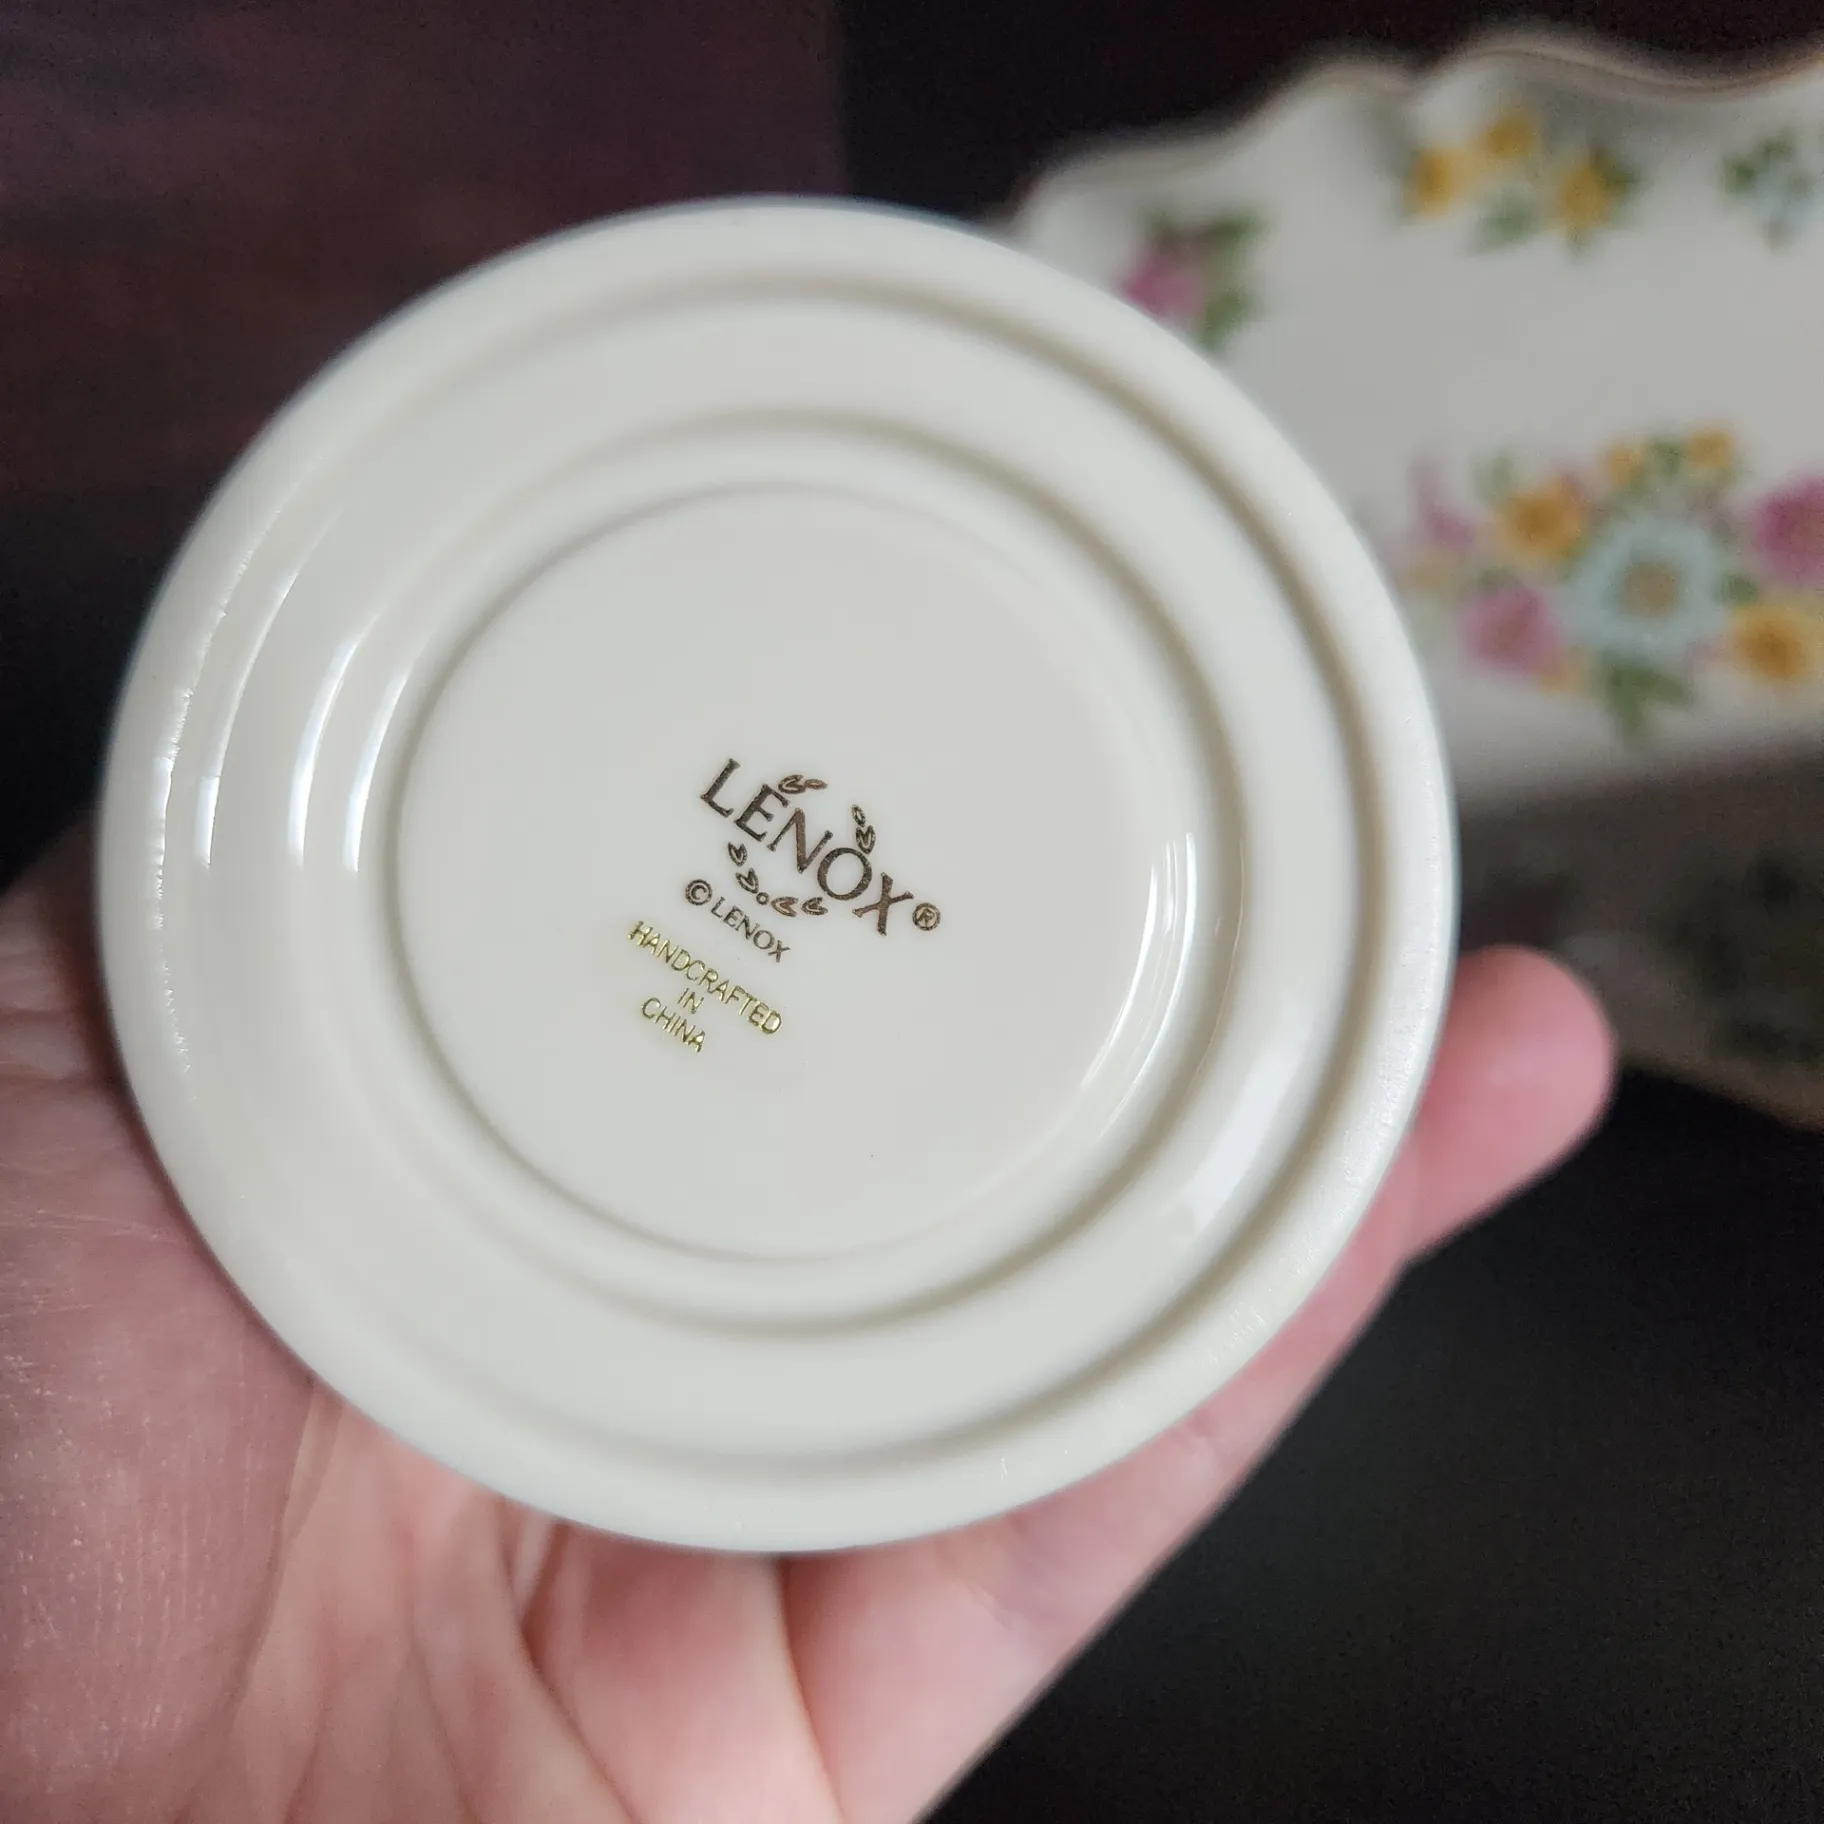 LENOX®
© LENOX
HANDCRAFTED
IN
CHINA